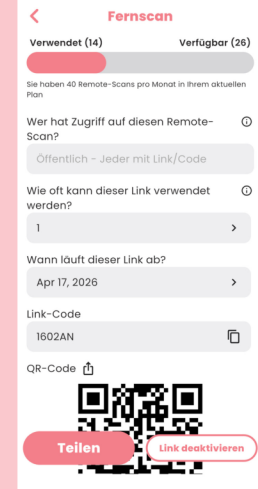 Fernscan
Verwendet (14) Verfügbar (26)
Sie haben 40 Remote-Scans pro Monat in Ihrem aktuellen
Plan
Wer hat Zugriff auf diesen Remote-
Scan?
Öffentlich - Jeder mit Link/Code
Wie oft kann dieser Link verwendet
werden?
1
Wann läuft dieser Link ab?
Apr 17, 2026
Link-Code
1602AN
QR-Code
Teilen Link deaktivieren